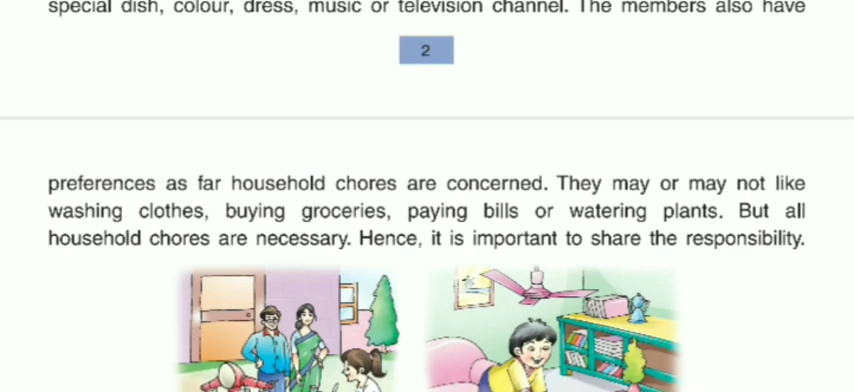 special dish, colour, dress, music or television channel. The members also have
2
preferences as far household chores are concerned. They may or may not like
washing clothes, buying groceries, paying bills or watering plants. But all
household chores are necessary. Hence, it is important to share the responsibility.